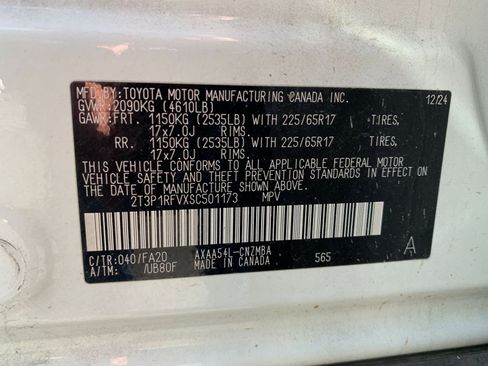 MFD.BY:TOYOTA MOTOR MANUFACTURING CANADA INC. 12/24
GVWR:2090KG (4610LB)
GAWR:FRT. 1150KG (2535LB) WITH 225/65R17 TIRES.
17x7.0J RIMS.
RR. 1150KG (2535LB) WITH 225/65R17 TIRES.
17x7.0J RIMS.
THIS VEHICLE CONFORMS TO ALL APPLICABLE FEDERAL MOTOR
VEHICLE SAFETY AND THEFT PREVENTION STANDARDS IN EFFECT ON
THE DATE OF MANUFACTURE SHOWN ABOVE.
2T3P1RFVXSC501173 MPV
C/TR:040/FA20 AXAA54L-CNZMBA A
A/TM: /UB80F MADE IN CANADA 565